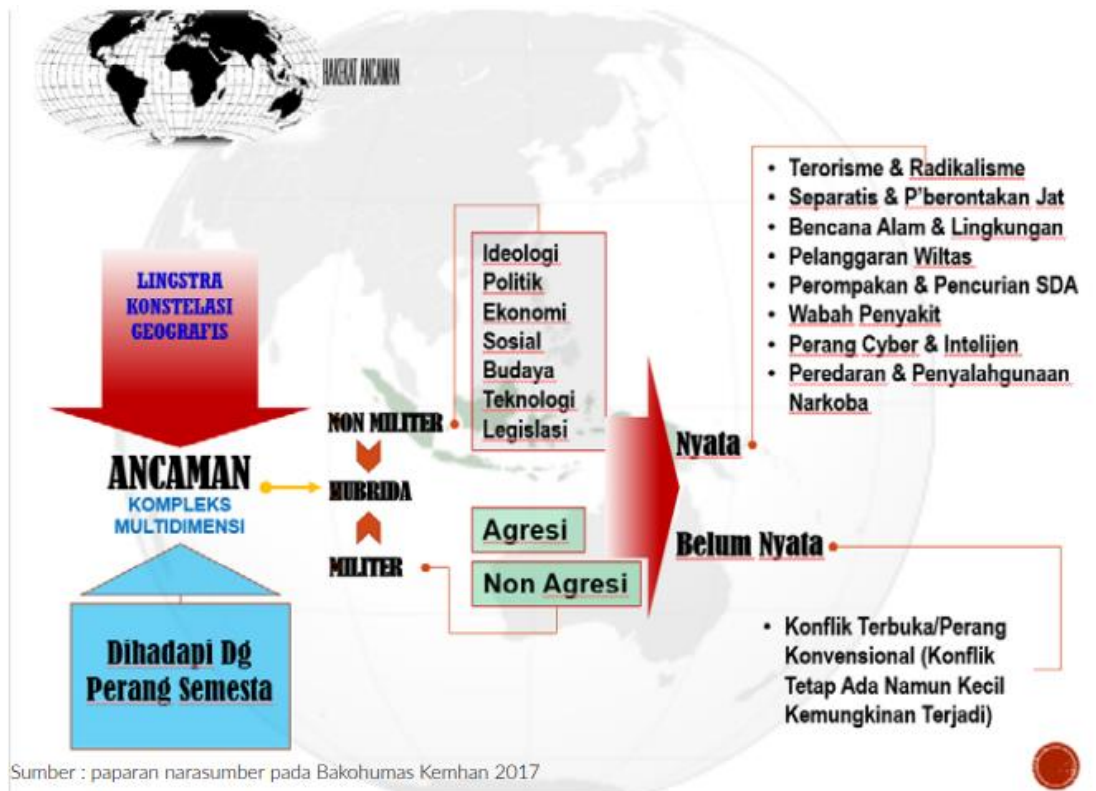 HAKEKAT ANCAMAN
LINGSTRA
KONSTELASI
GEOGRAFIS
ANCAMAN
KOMPLEKS
MULTIDIMENSI
Dihadapi Dg
Perang Semesta
NON MILITER
HUBRIDA
MILITER
Ideologi
Politik
Ekonomi
Sosial
Budaya
Teknologi
Legislasi
Agresi
Non Agresi
Nyata
Belum Nyata
• Terorisme & Radikalisme
• Separatis & P'berontakan Jat
• Bencana Alam & Lingkungan
• Pelanggaran Wiltas
• Perompakan & Pencurian SDA
• Wabah Penyakit
• Perang Cyber & Intelijen
• Peredaran & Penyalahgunaan
Narkoba
• Konflik Terbuka/Perang
Konvensional (Konflik
Tetap Ada Namun Kecil
Kemungkinan Terjadi)
Sumber : paparan narasumber pada Bakohumas Kemhan 2017